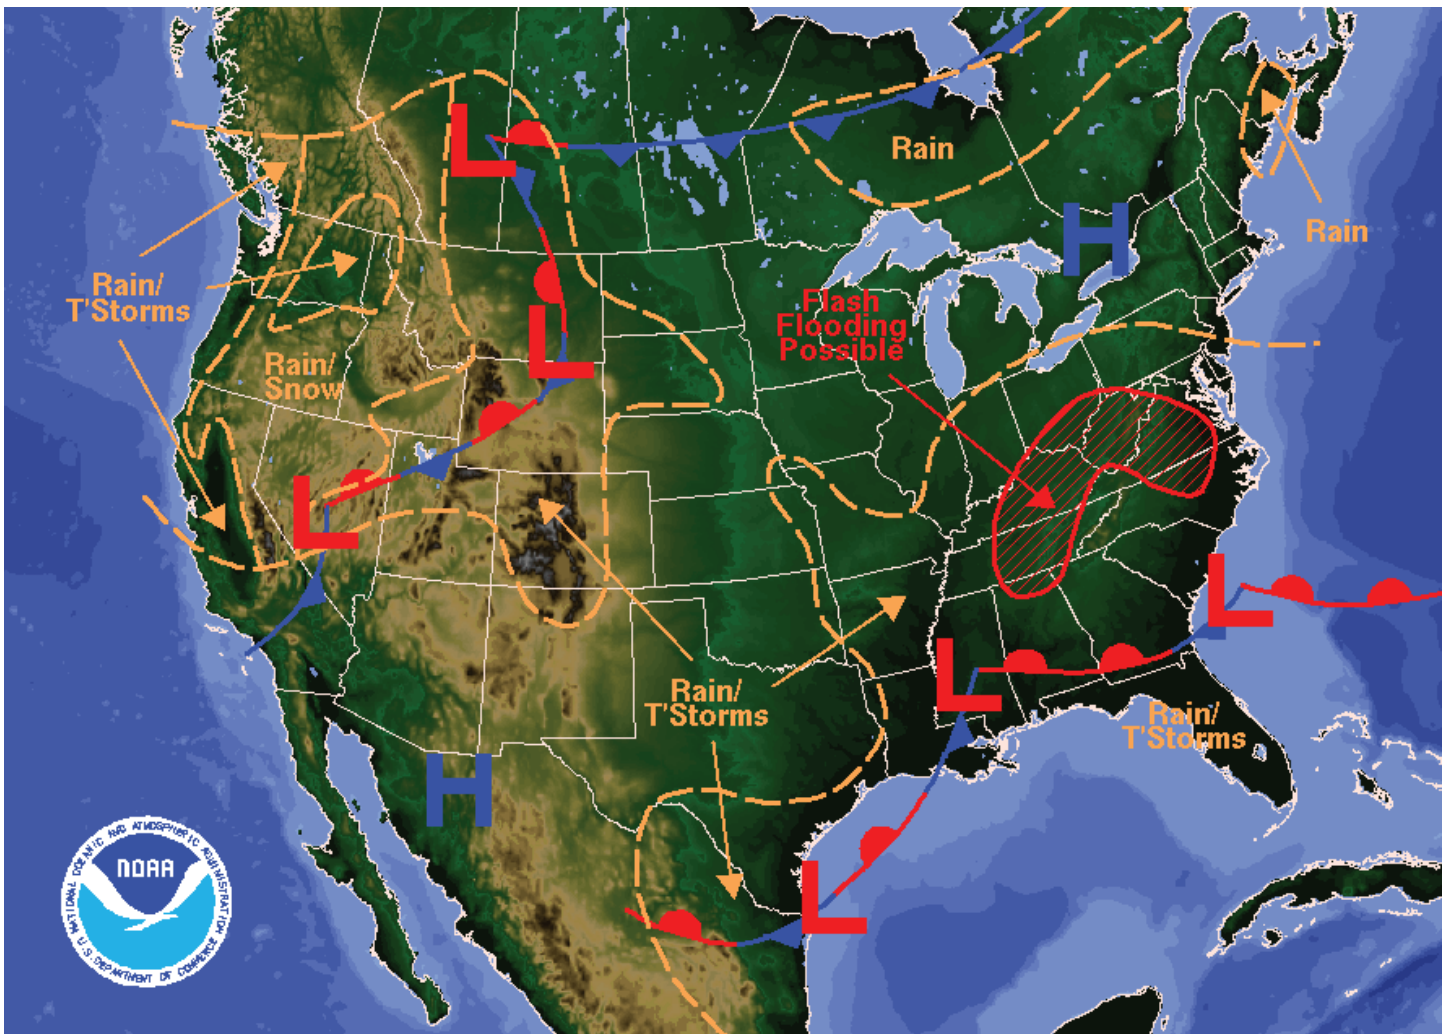 Rain
Rain
Rain/
T'Storms
Flash
Flooding
Possible
Rain/
Snow
Rain/
T'Storms
Rain/
T'Storms
L
L
L
L
L
L
H
H
NATIONAL OCEANIC AND ATMOSPHERIC ADMINISTRATION
NOAA
U.S. DEPARTMENT OF COMMERCE